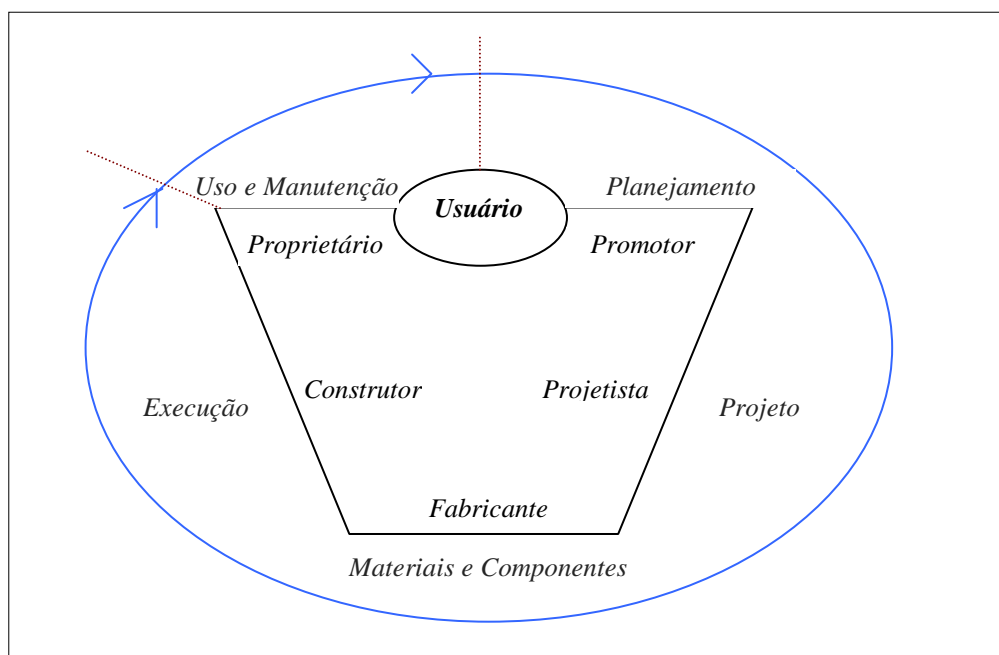 Uso e Manutenção
Planejamento
Usuário
Proprietário
Promotor
Construtor
Projetista
Execução
Projeto
Fabricante
Materiais e Componentes